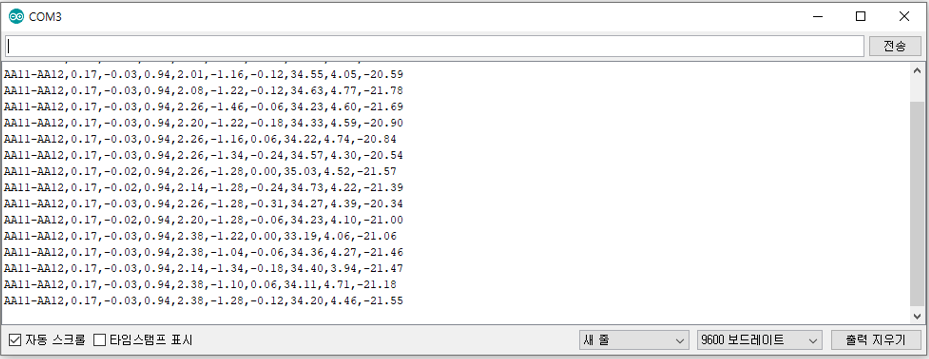 COM3
전송
AA11-AA12,0.17,-0.03,0.94,2.01,-1.16,-0.12,34.55,4.05,-20.59
AA11-AA12,0.17,-0.03,0.94,2.08,-1.22,-0.12,34.63,4.77,-21.78
AA11-AA12,0.17,-0.03,0.94,2.26,-1.46,-0.06,34.23,4.60,-21.69
AA11-AA12,0.17,-0.03,0.94,2.20,-1.22,-0.18,34.33,4.59,-20.90
AA11-AA12,0.17,-0.03,0.94,2.26,-1.16,0.06,34.22,4.74,-20.84
AA11-AA12,0.17,-0.03,0.94,2.26,-1.34,-0.24,34.57,4.30,-20.54
AA11-AA12,0.17,-0.02,0.94,2.26,-1.28,0.00,35.03,4.52,-21.57
AA11-AA12,0.17,-0.02,0.94,2.14,-1.28,-0.24,34.73,4.22,-21.39
AA11-AA12,0.17,-0.03,0.94,2.26,-1.28,-0.31,34.27,4.39,-20.34
AA11-AA12,0.17,-0.02,0.94,2.20,-1.28,-0.06,34.23,4.10,-21.00
AA11-AA12,0.17,-0.03,0.94,2.38,-1.22,0.00,33.19,4.06,-21.06
AA11-AA12,0.17,-0.03,0.94,2.38,-1.04,-0.06,34.36,4.27,-21.46
AA11-AA12,0.17,-0.03,0.94,2.14,-1.34,-0.18,34.40,3.94,-21.47
AA11-AA12,0.17,-0.03,0.94,2.38,-1.10,0.06,34.11,4.71,-21.18
AA11-AA12,0.17,-0.03,0.94,2.38,-1.28,-0.12,34.20,4.46,-21.55
자동 스크롤 타임스탬프 표시 새 줄 9600 보드레이트 출력 지우기